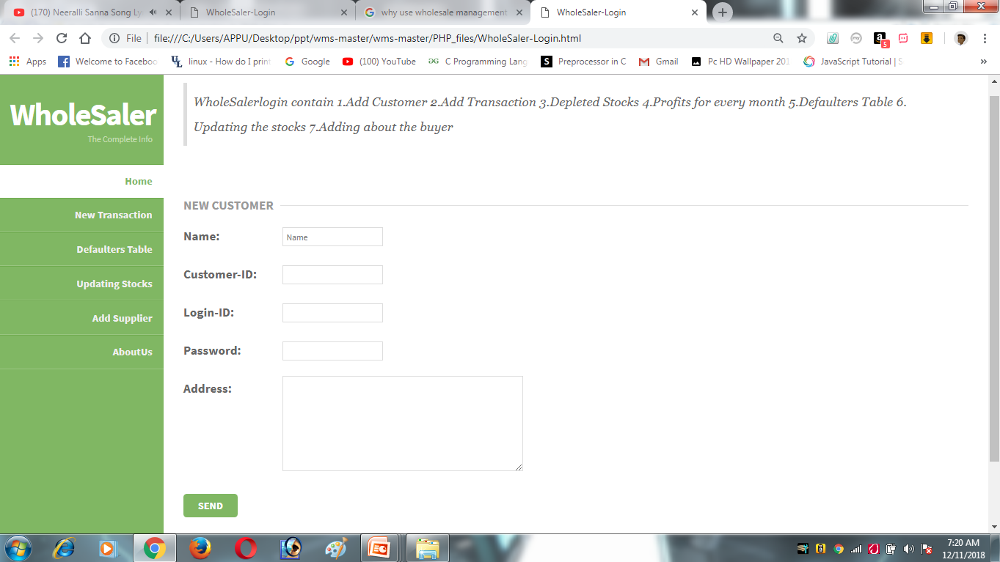 (170) Neeralli Sanna Song Ly
WholeSaler-Login
why use wholesale management
WholeSaler-Login
File
file:///C:/Users/APPU/Desktop/ppt/wms-master/wms-master/PHP_files/WholeSaler-Login.html
my
a
5
Apps
Welcome to Faceboo
linux - How do I print
Google
(100) YouTube
C Programming Lang
S
Preprocessor in C
Gmail
Pc HD Wallpaper 201
JavaScript Tutorial | S
»
WholeSaler
The Complete Info
Home
New Transaction
Defaulters Table
Updating Stocks
Add Supplier
AboutUs
WholeSalerlogin contain 1.Add Customer 2.Add Transaction 3.Depleted Stocks 4.Profits for every month 5.Defaulters Table 6.
Updating the stocks 7.Adding about the buyer
NEW CUSTOMER
Name:
Name
Customer-ID:
Login-ID:
Password:
Address:
SEND
7:20 AM
12/11/2018